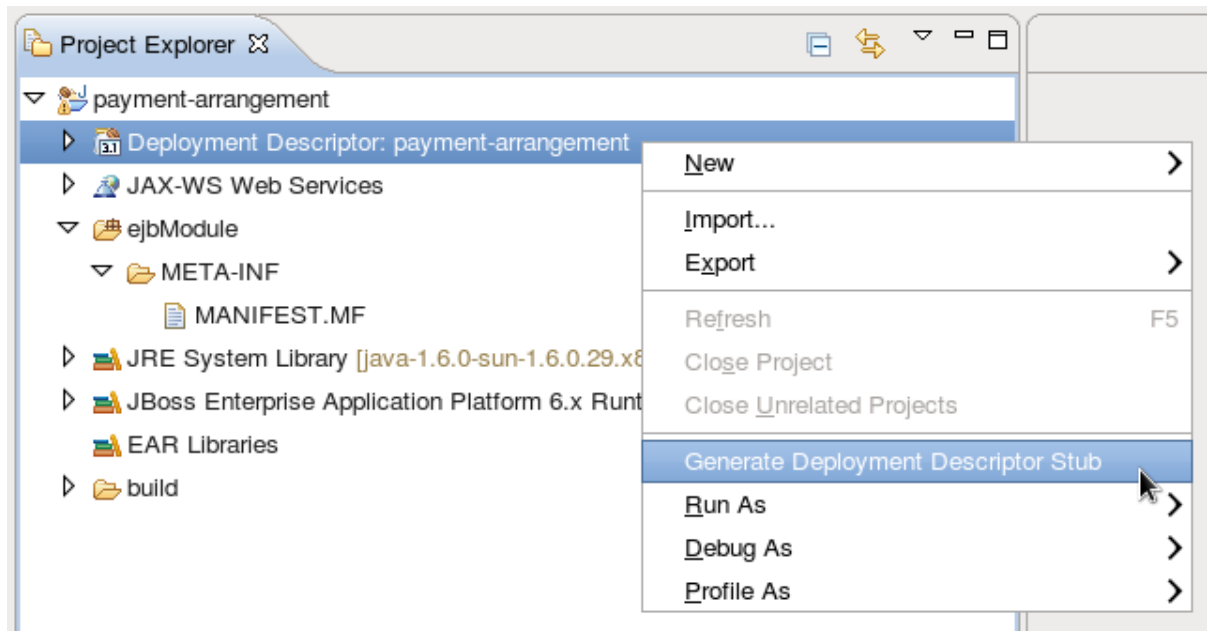 Project Explorer
payment-arrangement
3.1 Deployment Descriptor: payment-arrangement
JAX-WS Web Services
ejbModule
META-INF
MANIFEST.MF
JRE System Library [java-1.6.0-sun-1.6.0.29.x8
JBoss Enterprise Application Platform 6.x Runt
EAR Libraries
build
New
Import...
Export
Refresh F5
Close Project
Close Unrelated Projects
Generate Deployment Descriptor Stub
Run As
Debug As
Profile As